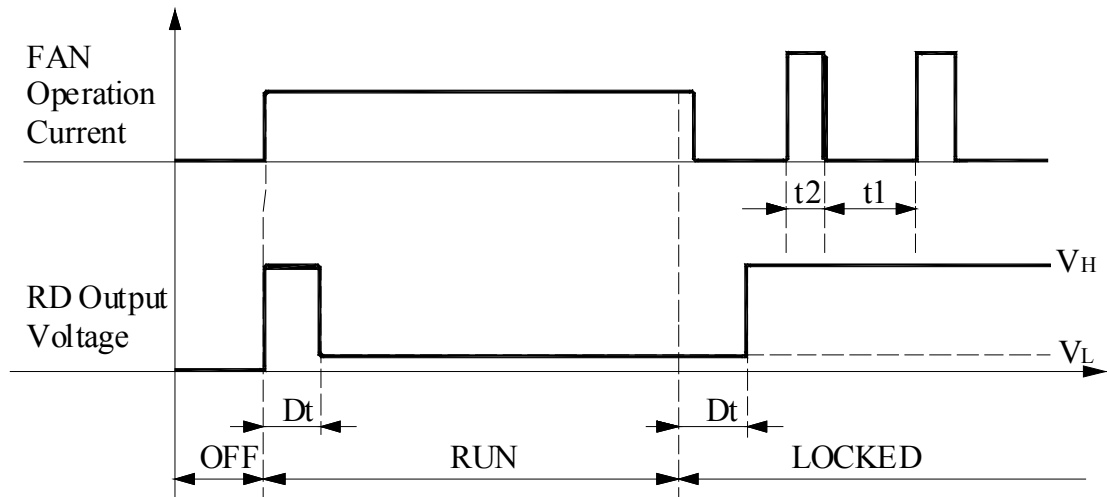 FAN
Operation
Current
t2
t1
VH
RD Output
Voltage
VL
Dt
Dt
OFF
RUN
LOCKED